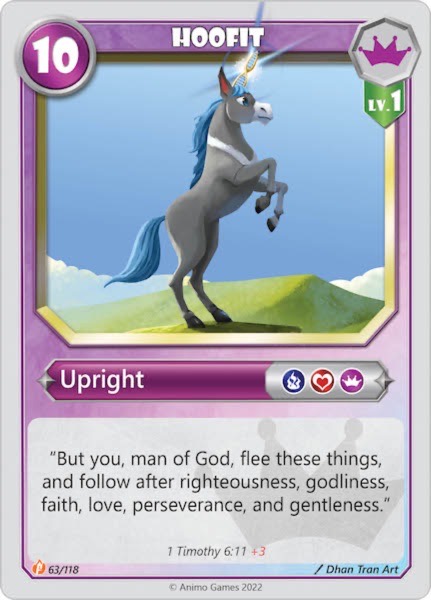 10
HOOFIT
LV.1
Upright
"But you, man of God, flee these things,
and follow after righteousness, godliness,
faith, love, perseverance, and gentleness."
1 Timothy 6:11 +3
63/118
/ Dhan Tran Art
© Animo Games 2022